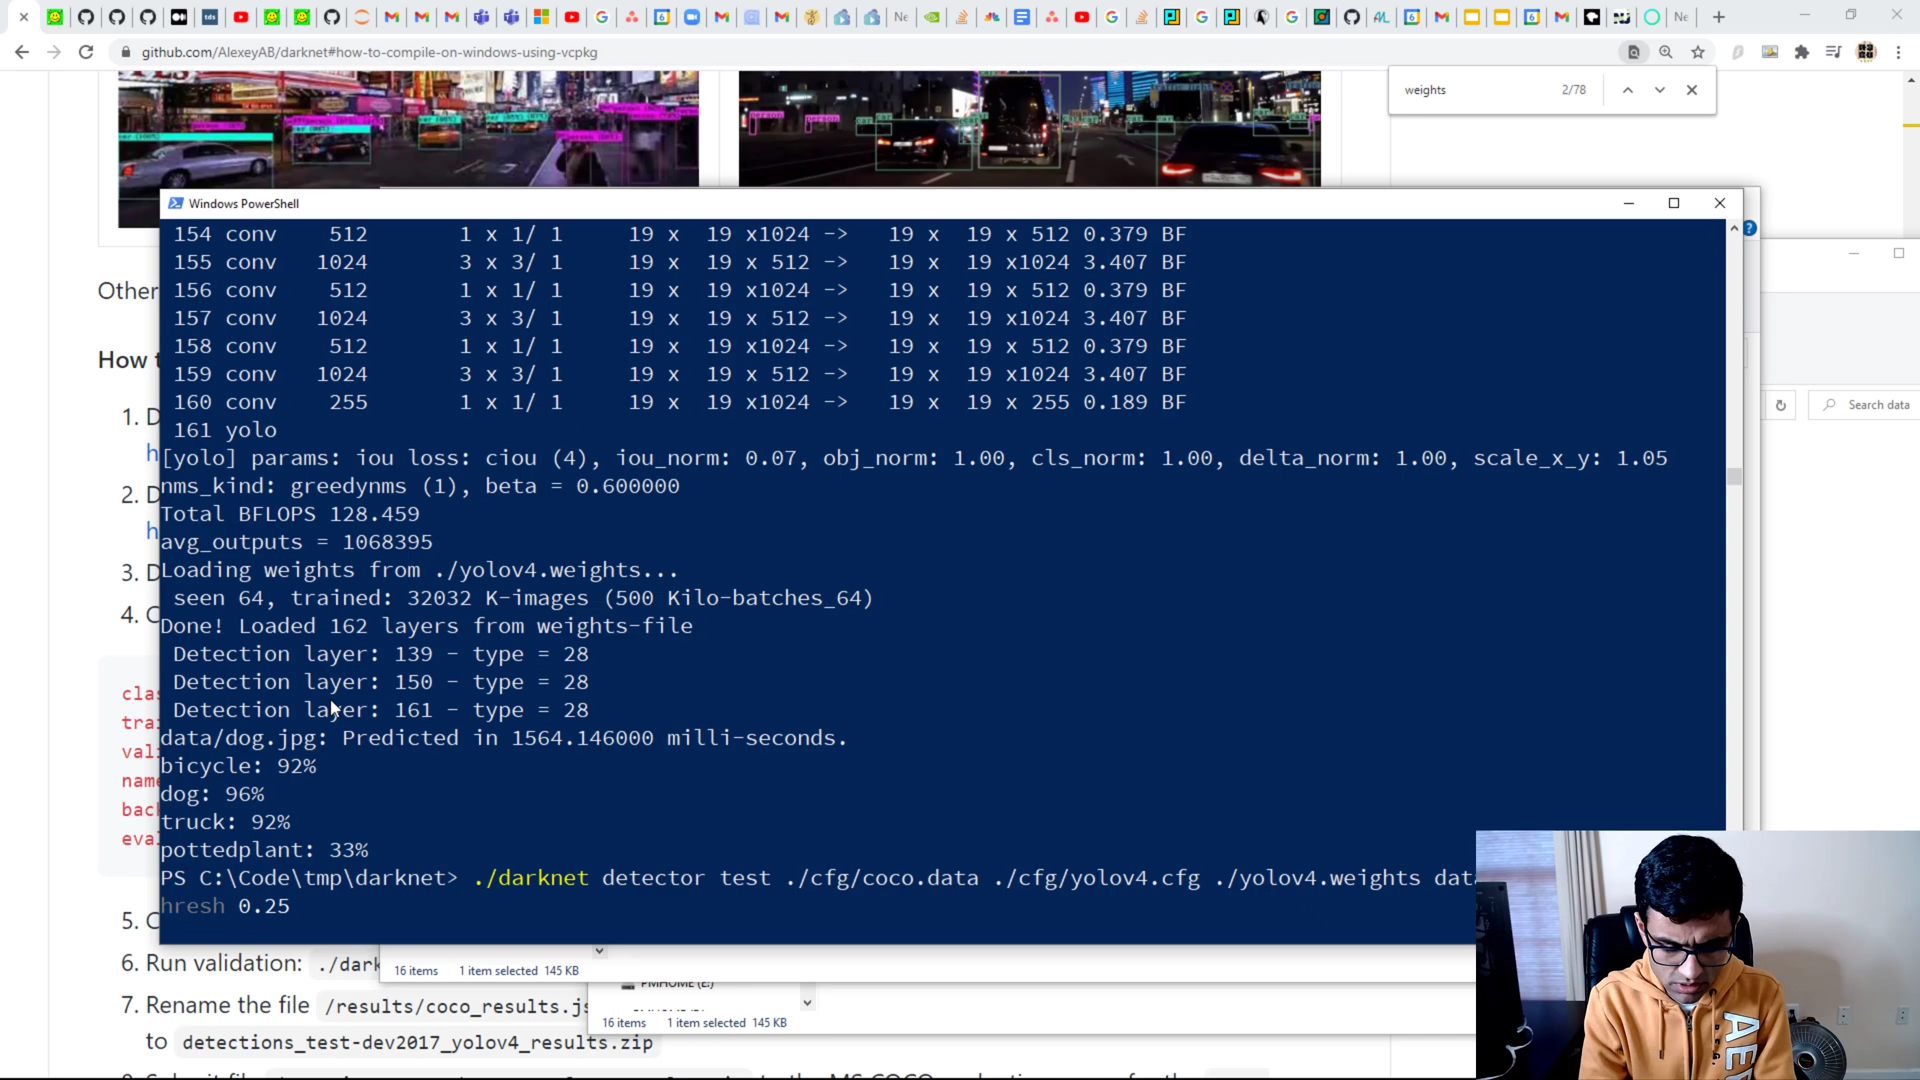 github.com/AlexeyAB/darknet#how-to-compile-on-windows-using-vcpkg
weights 2/78
Windows PowerShell
154 conv 512 1 x 1/ 1 19 x 19 x1024 -> 19 x 19 x 512 0.379 BF
155 conv 1024 3 x 3/ 1 19 x 19 x 512 -> 19 x 19 x1024 3.407 BF
156 conv 512 1 x 1/ 1 19 x 19 x1024 -> 19 x 19 x 512 0.379 BF
157 conv 1024 3 x 3/ 1 19 x 19 x 512 -> 19 x 19 x1024 3.407 BF
158 conv 512 1 x 1/ 1 19 x 19 x1024 -> 19 x 19 x 512 0.379 BF
159 conv 1024 3 x 3/ 1 19 x 19 x 512 -> 19 x 19 x1024 3.407 BF
160 conv 255 1 x 1/ 1 19 x 19 x1024 -> 19 x 19 x 255 0.189 BF
161 yolo
[yolo] params: iou loss: ciou (4), iou_norm: 0.07, obj_norm: 1.00, cls_norm: 1.00, delta_norm: 1.00, scale_x_y: 1.05
nms_kind: greedynms (1), beta = 0.600000
Total BFLOPS 128.459
avg_outputs = 1068395
Loading weights from ./yolov4.weights...
seen 64, trained: 32032 K-images (500 Kilo-batches_64)
Done! Loaded 162 layers from weights-file
Detection layer: 139 - type = 28
Detection layer: 150 - type = 28
Detection layer: 161 - type = 28
data/dog.jpg: Predicted in 1564.146000 milli-seconds.
bicycle: 92%
dog: 96%
truck: 92%
pottedplant: 33%
PS C:\Code\tmp\darknet> ./darknet detector test ./cfg/coco.data ./cfg/yolov4.cfg ./yolov4.weights dat
hresh 0.25
Other
How t
1. D
h
2. D
h
3. D
4. C
clas
trai
vali
name
back
eval
5. C
6. Run validation: ./dark
7. Rename the file /results/coco_results.js
to detections_test-dev2017_yolov4_results.zip
Search data
16 items 1 item selected 145 KB
PMHOME (E:)
16 items 1 item selected 145 KB